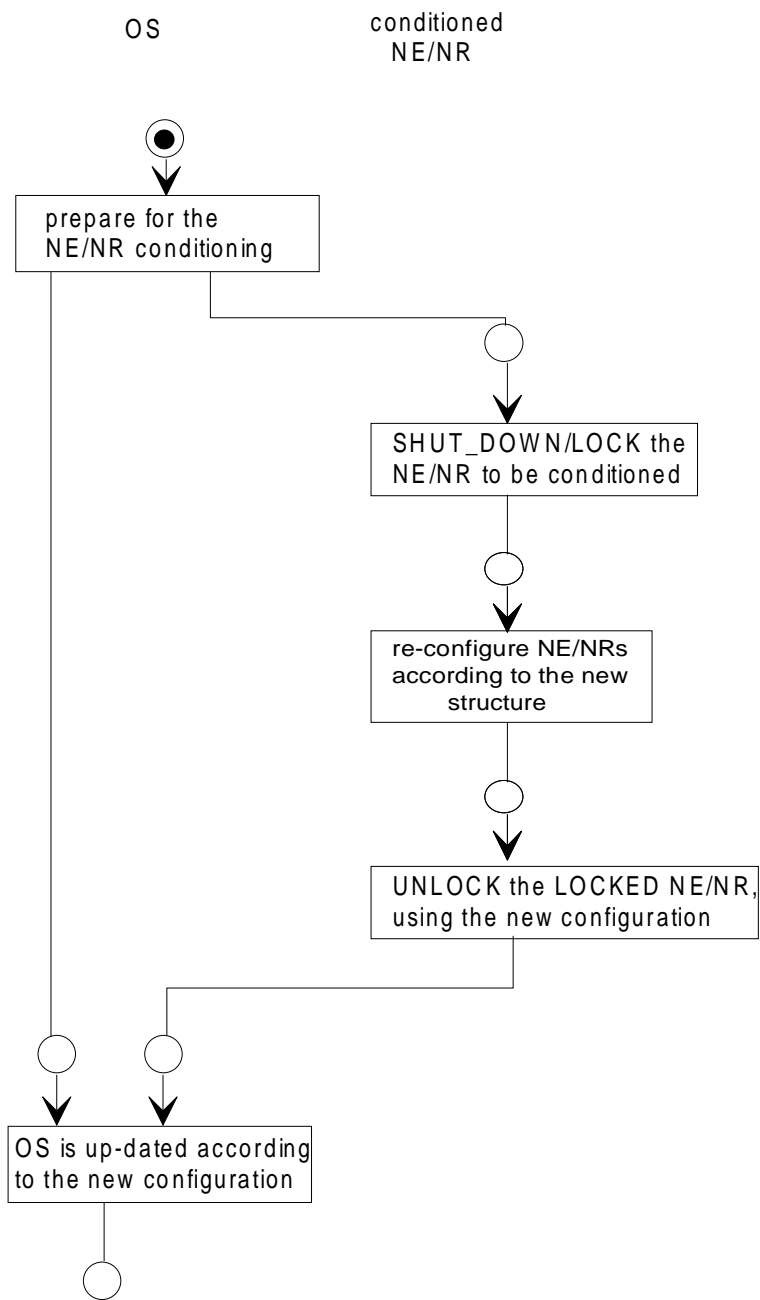 OS
conditioned
NE/NR
prepare for the
NE/NR conditioning
SHUT_DOWN/LOCK the
NE/NR to be conditioned
re-configure NE/NRs
according to the new
structure
UNLOCK the LOCKED NE/NR,
using the new configuration
OS is up-dated according
to the new configuration